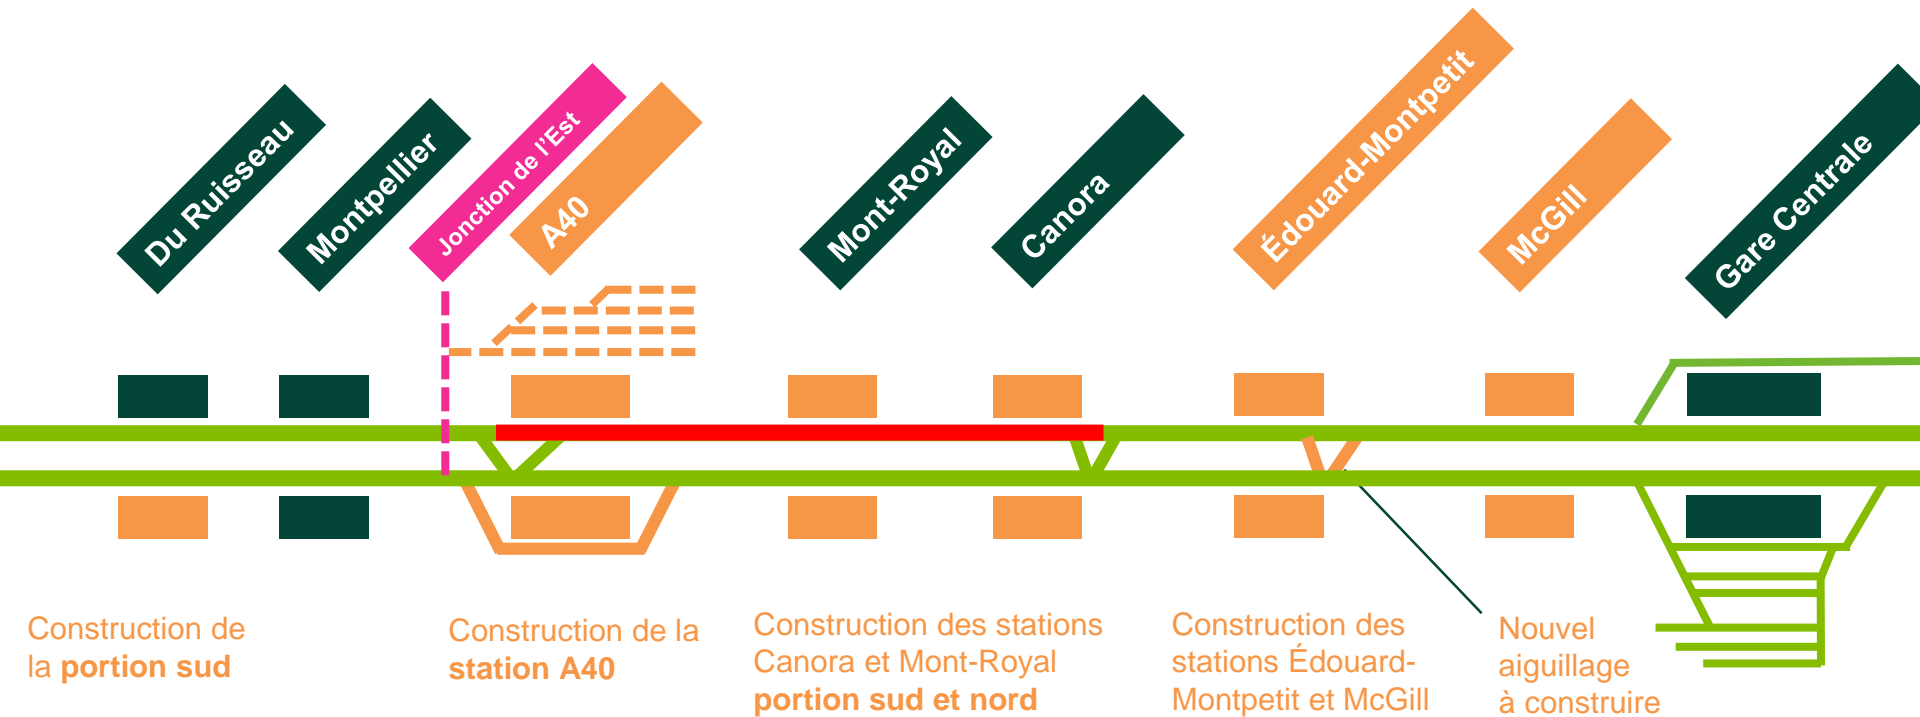 Du Ruisseau
Montpellier
Jonction de l'Est
A40
Mont-Royal
Canora
Édouard-Montpetit
McGill
Gare Centrale
Construction de
la portion sud
Construction de la
station A40
Construction des stations
Canora et Mont-Royal
portion sud et nord
Construction des
stations Édouard-
Montpetit et McGill
Nouvel
aiguillage
à construire